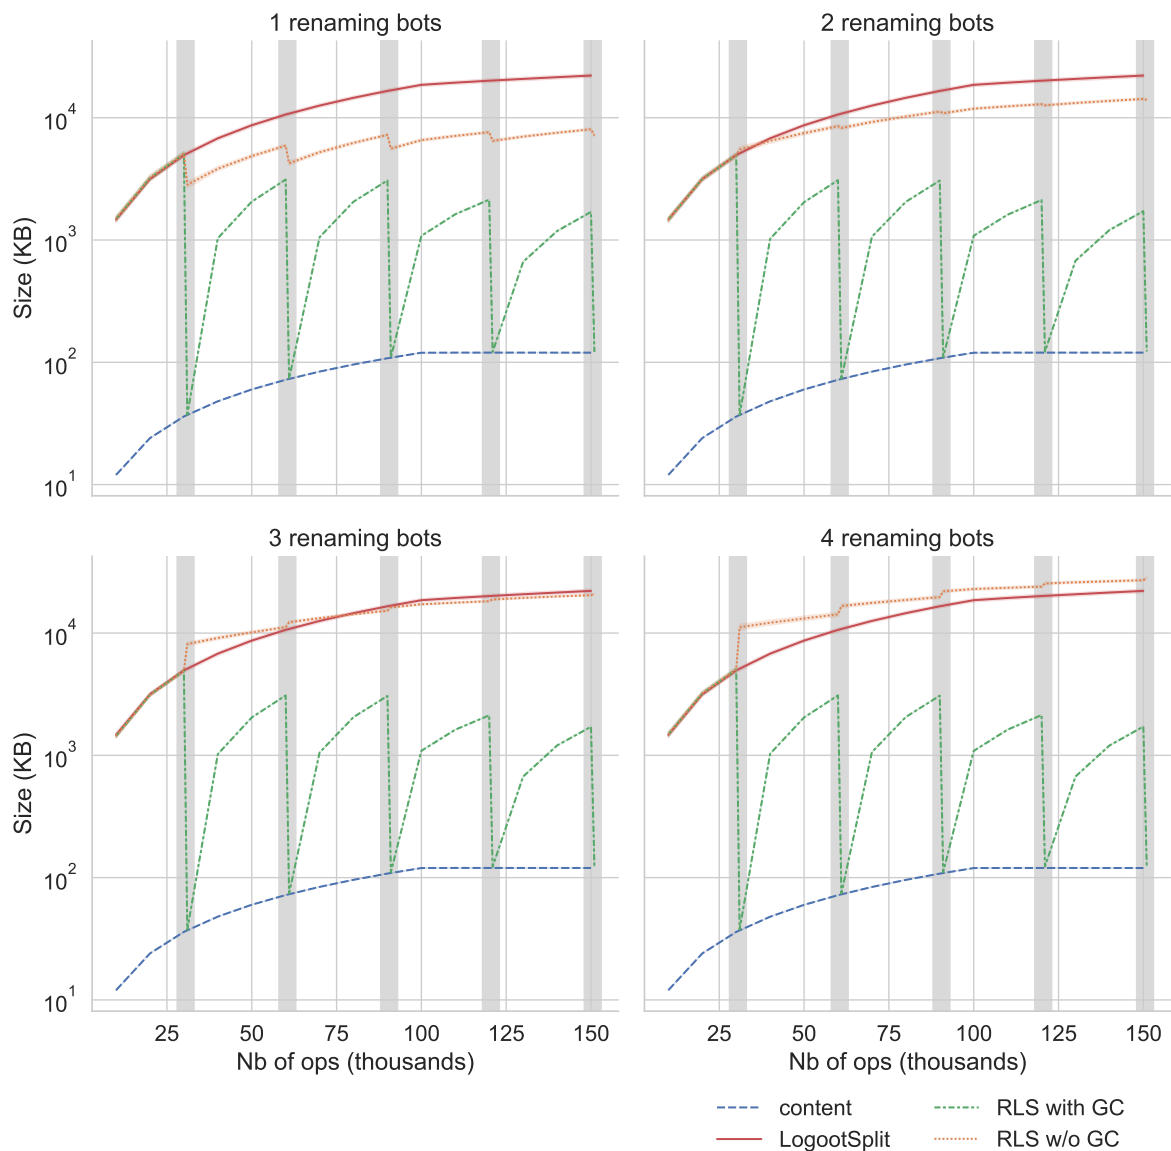 1 renaming bots
2 renaming bots
Size (KB)
10^4
10^3
10^2
10^1
3 renaming bots
4 renaming bots
Size (KB)
10^4
10^3
10^2
10^1
25 50 75 100 125 150
25 50 75 100 125 150
Nb of ops (thousands)
Nb of ops (thousands)
content
RLS with GC
LogootSplit
RLS w/o GC